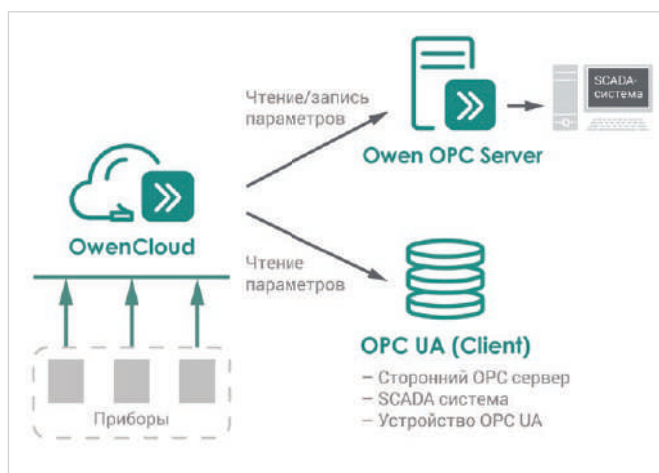 Чтение/запись
параметров
SCADA-
система
Owen OPC Server
OwenCloud
Чтение
параметров
OPC UA (Client)
– Сторонний OPC сервер
– SCADA система
– Устройство OPC UA
Приборы